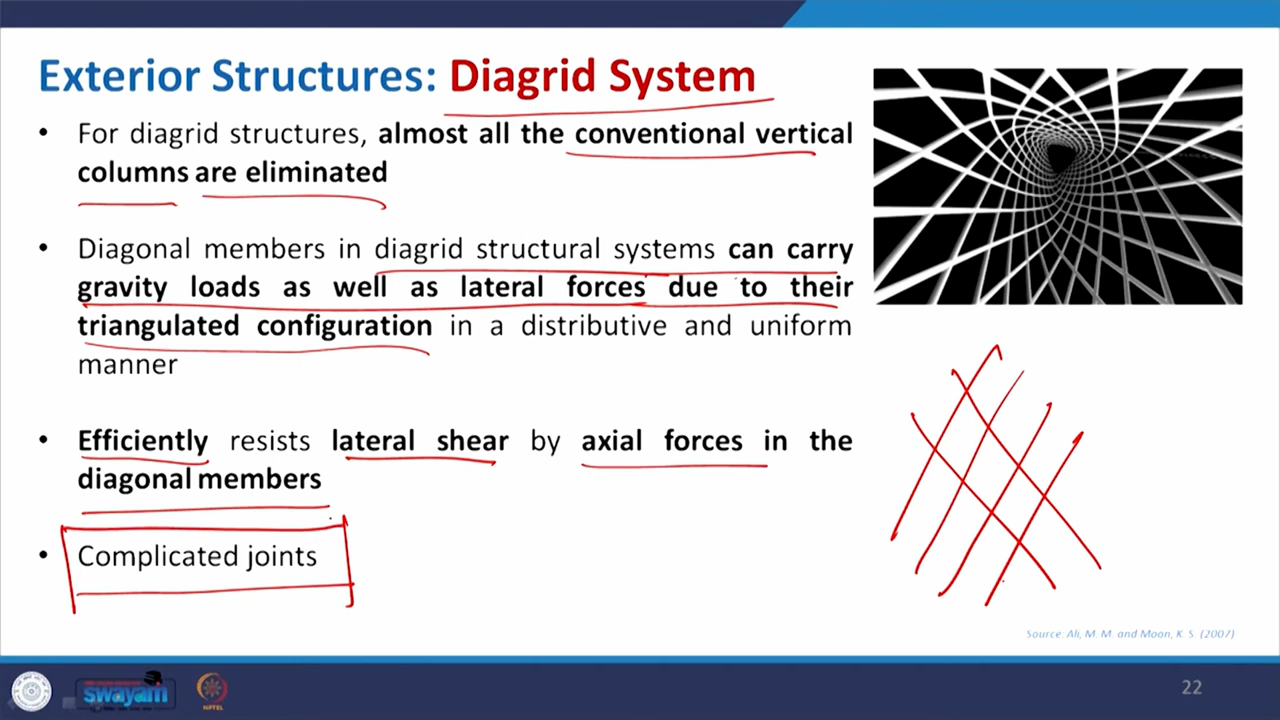 Exterior Structures: Diagrid System
• For diagrid structures, almost all the conventional vertical
columns are eliminated
• Diagonal members in diagrid structural systems can carry
gravity loads as well as lateral forces due to their
triangulated configuration in a distributive and uniform
manner
• Efficiently resists lateral shear by axial forces in the
diagonal members
• Complicated joints
Source: Ali, M. M. and Moon, K. S. (2007)
swayam
NPTEL
22